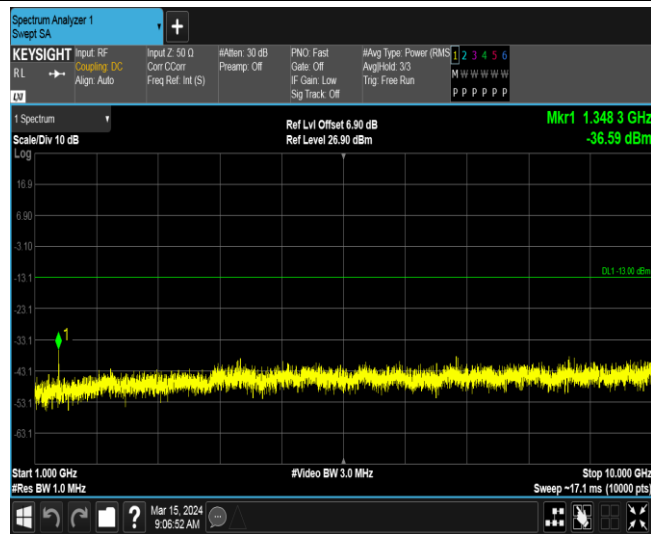 Spectrum Analyzer 1
Swept SA
+
KEYSIGHT
RL
LXI
Input: RF
Coupling: DC
Align: Auto
Input Z: 50 Ω
Corr CCorr
Freq Ref: Int (S)
#Atten: 30 dB
Preamp: Off
PNO: Fast
Gate: Off
IF Gain: Low
Sig Track: Off
#Avg Type: Power (RMS
Avg|Hold: 3/3
Trig: Free Run
1 2 3 4 5 6
M W W W W W
P P P P P P
1 Spectrum
Scale/Div 10 dB
Log
Ref Lvl Offset 6.90 dB
Ref Level 26.90 dBm
Mkr1 1.348 3 GHz
-36.59 dBm
16.9
6.90
-3.10
-13.1
DL1 -13.00 dBm
-23.1
-33.1
1
-43.1
-53.1
-63.1
Start 1.000 GHz
#Res BW 1.0 MHz
#Video BW 3.0 MHz
Stop 10.000 GHz
Sweep ~17.1 ms (10000 pts)
?
Mar 15, 2024
9:06:52 AM